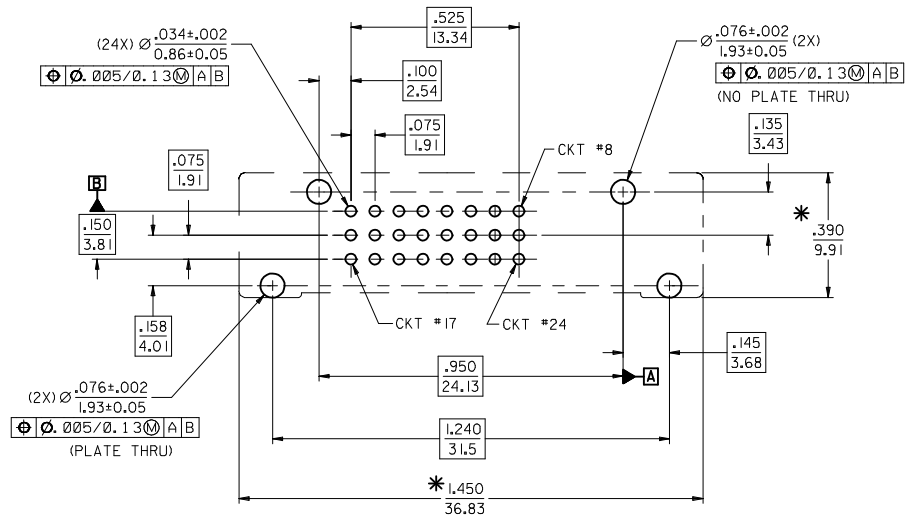 .525
13.34
(24X) Ø .034±.002
0.86±0.05
⌖ Ø.005/0.13Ⓜ A B
Ø .076±.002 (2X)
1.93±0.05
⌖ Ø.005/0.13Ⓜ A B
(NO PLATE THRU)
.100
2.54
.075
1.91
.135
3.43
CKT #8
.075
1.91
B
.150
3.81
* .390
9.91
CKT #17
CKT #24
.158
4.01
.145
3.68
.950
24.13
A
(2X) Ø .076±.002
1.93±0.05
⌖ Ø.005/0.13Ⓜ A B
(PLATE THRU)
1.240
31.5
* 1.450
36.83